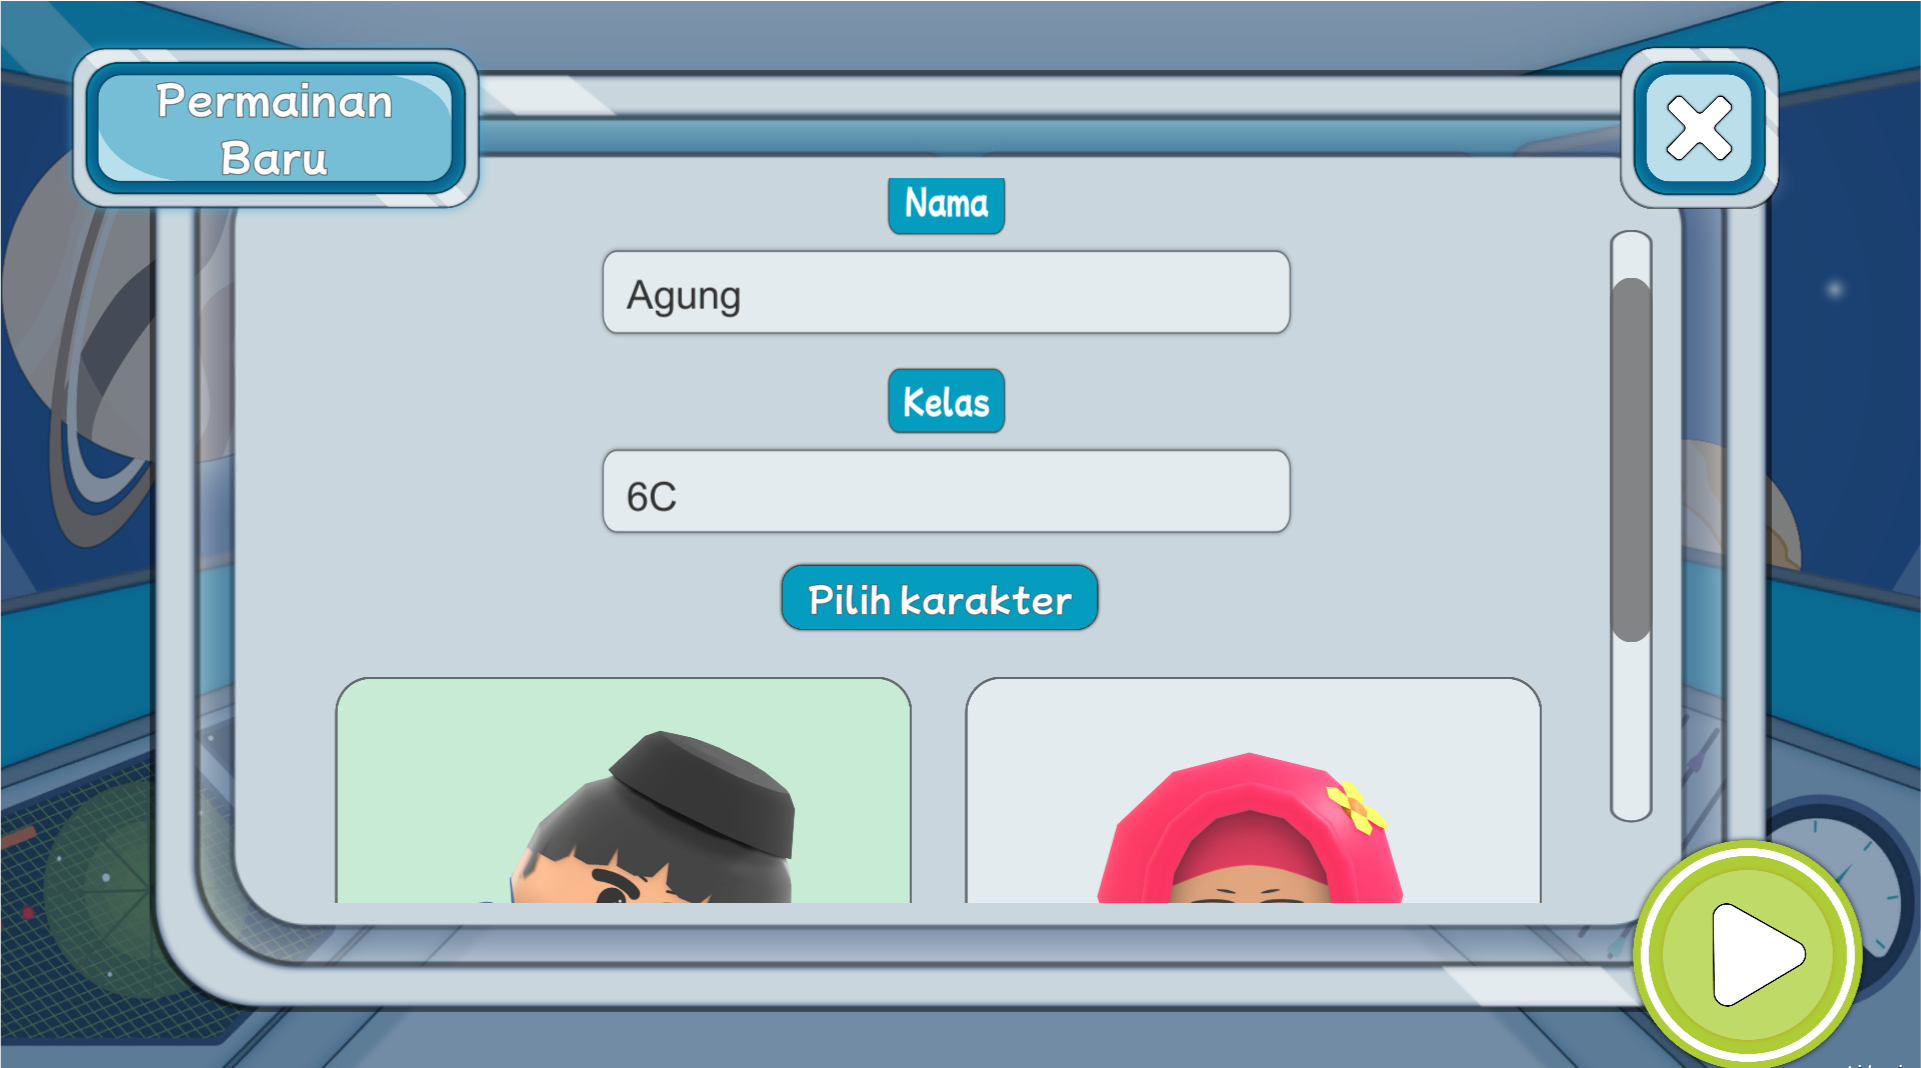 Permainan
Baru
Nama
Agung
Kelas
6C
Pilih karakter